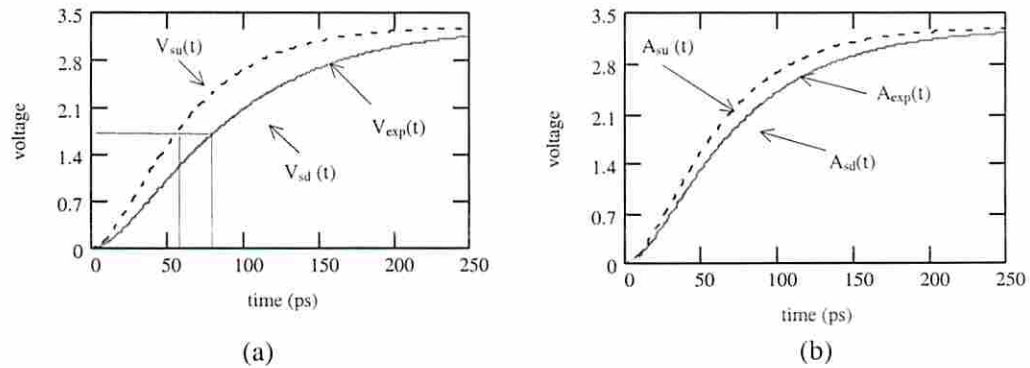 3.5
2.8
2.1
1.4
0.7
0
voltage
V_su(t)
V_exp(t)
V_sd (t)
0 50 100 150 200 250
time (ps)
(a)
3.5
2.8
2.1
1.4
0.7
0
voltage
A_su (t)
A_exp(t)
A_sd(t)
0 50 100 150 200 250
time (ps)
(b)